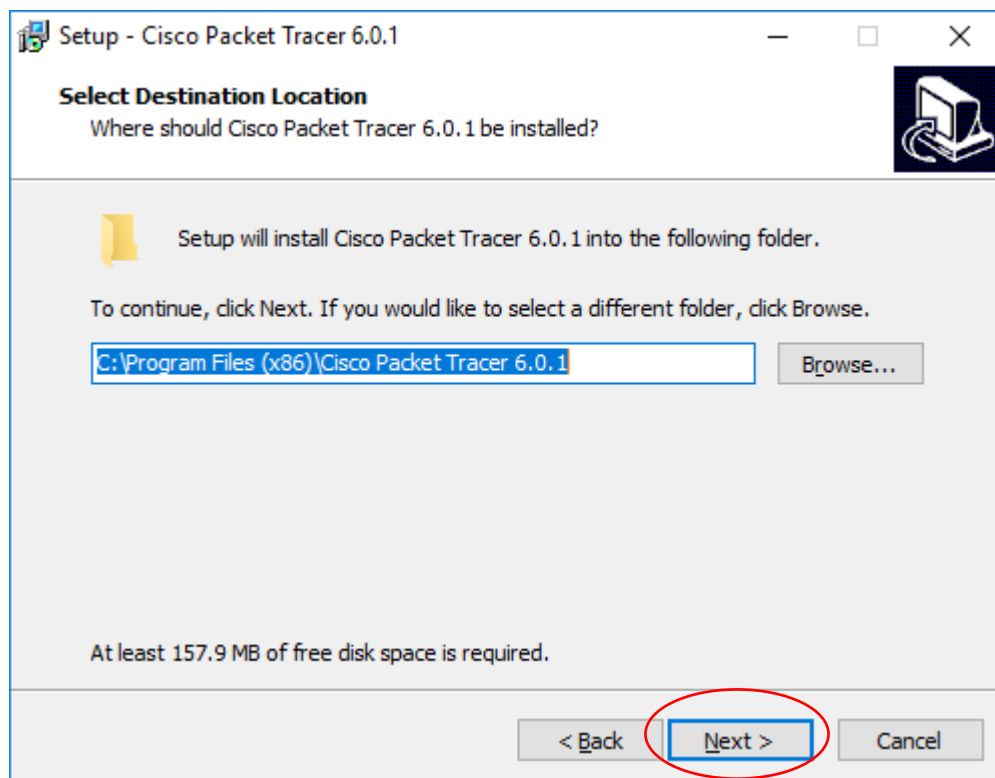 Setup - Cisco Packet Tracer 6.0.1
Select Destination Location
Where should Cisco Packet Tracer 6.0.1 be installed?
Setup will install Cisco Packet Tracer 6.0.1 into the following folder.
To continue, click Next. If you would like to select a different folder, click Browse.
C:\Program Files (x86)\Cisco Packet Tracer 6.0.1
Browse...
At least 157.9 MB of free disk space is required.
< Back Next > Cancel